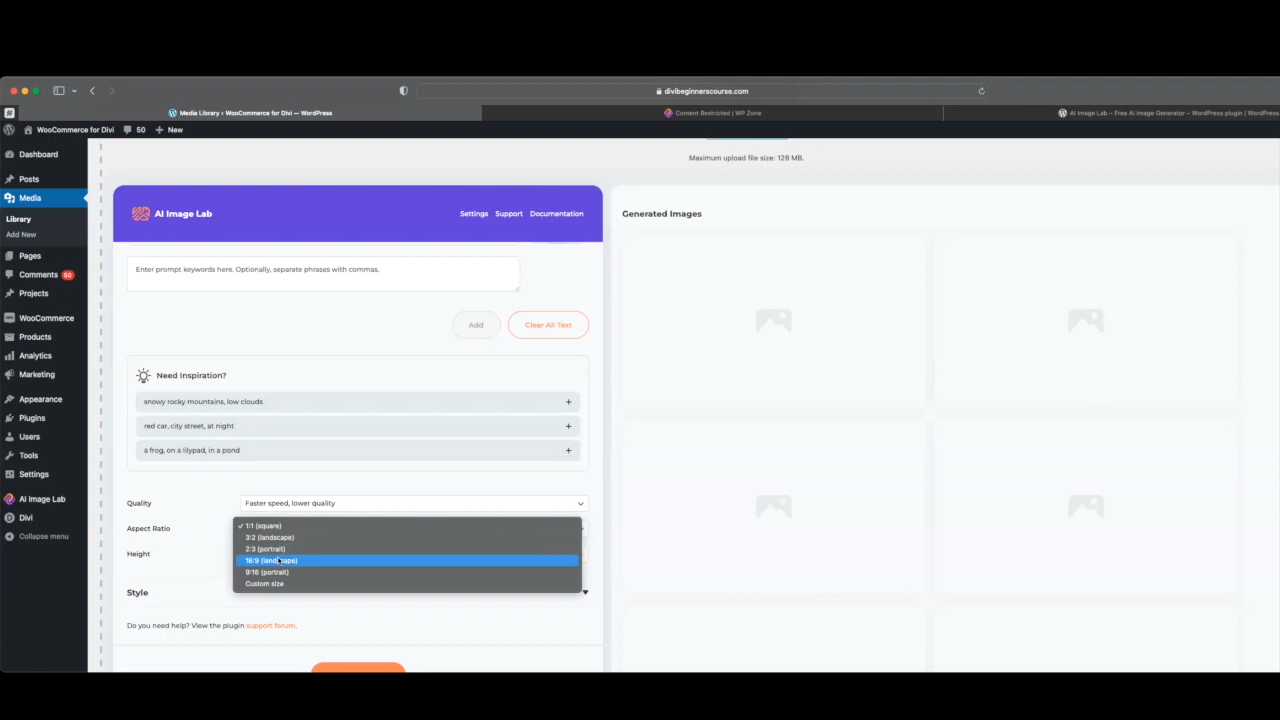 divibeginnerscourse.com
Media Library ‹ WooCommerce for Divi — WordPress
Content Restricted | WP Zone
AI Image Lab – Free AI Image Generator – WordPress plugin | WordPress.
WooCommerce for Divi
50
New
Dashboard
Posts
Media
Library
Add New
Pages
Comments 50
Projects
WooCommerce
Products
Analytics
Marketing
Appearance
Plugins
Users
Tools
Settings
AI Image Lab
Divi
Collapse menu
Maximum upload file size: 128 MB.
AI Image Lab
Settings
Support
Documentation
Enter prompt keywords here. Optionally, separate phrases with commas.
Add
Clear All Text
Need Inspiration?
snowy rocky mountains, low clouds
red car, city street, at night
a frog, on a lilypad, in a pond
Quality
Faster speed, lower quality
Aspect Ratio
✓ 1:1 (square)
3:2 (landscape)
2:3 (portrait)
16:9 (landscape)
9:16 (portrait)
Custom size
Height
Style
Do you need help? View the plugin support forum.
Generated Images